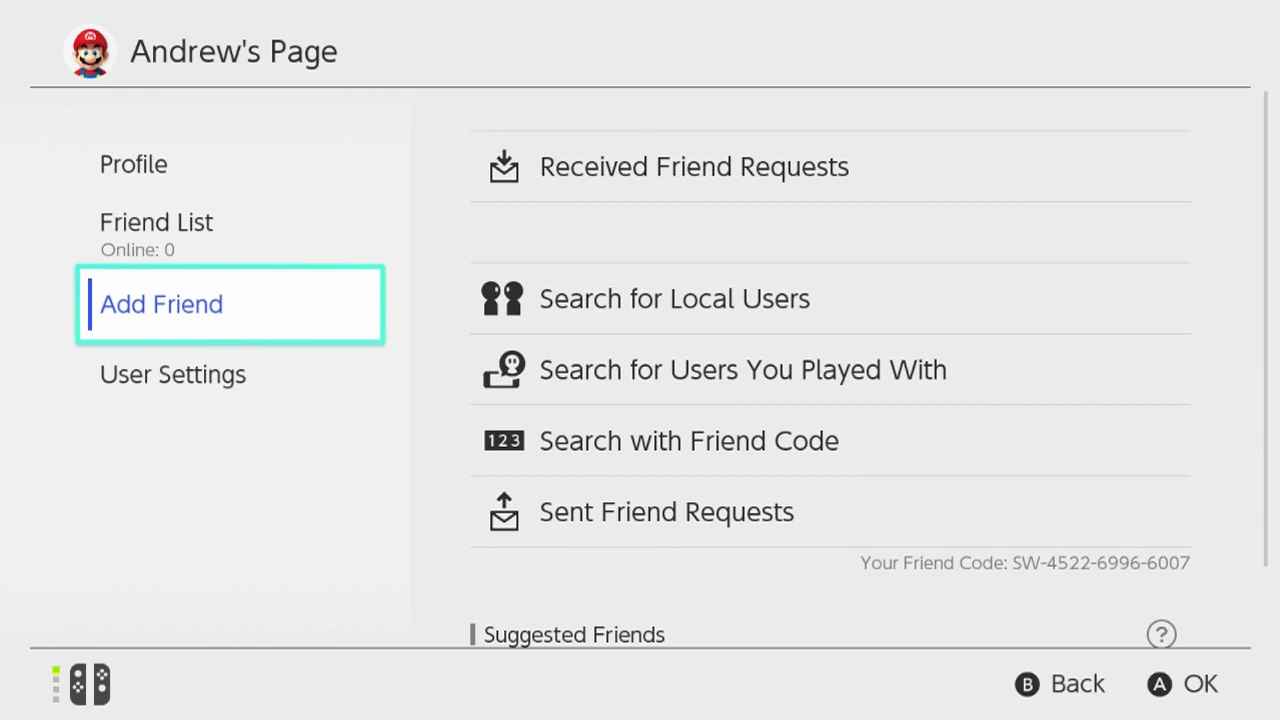 Andrew's Page
Profile
Friend List
Online: 0
Add Friend
User Settings
Received Friend Requests
Search for Local Users
Search for Users You Played With
123 Search with Friend Code
Sent Friend Requests
Your Friend Code: SW-4522-6996-6007
Suggested Friends ?
B Back A OK